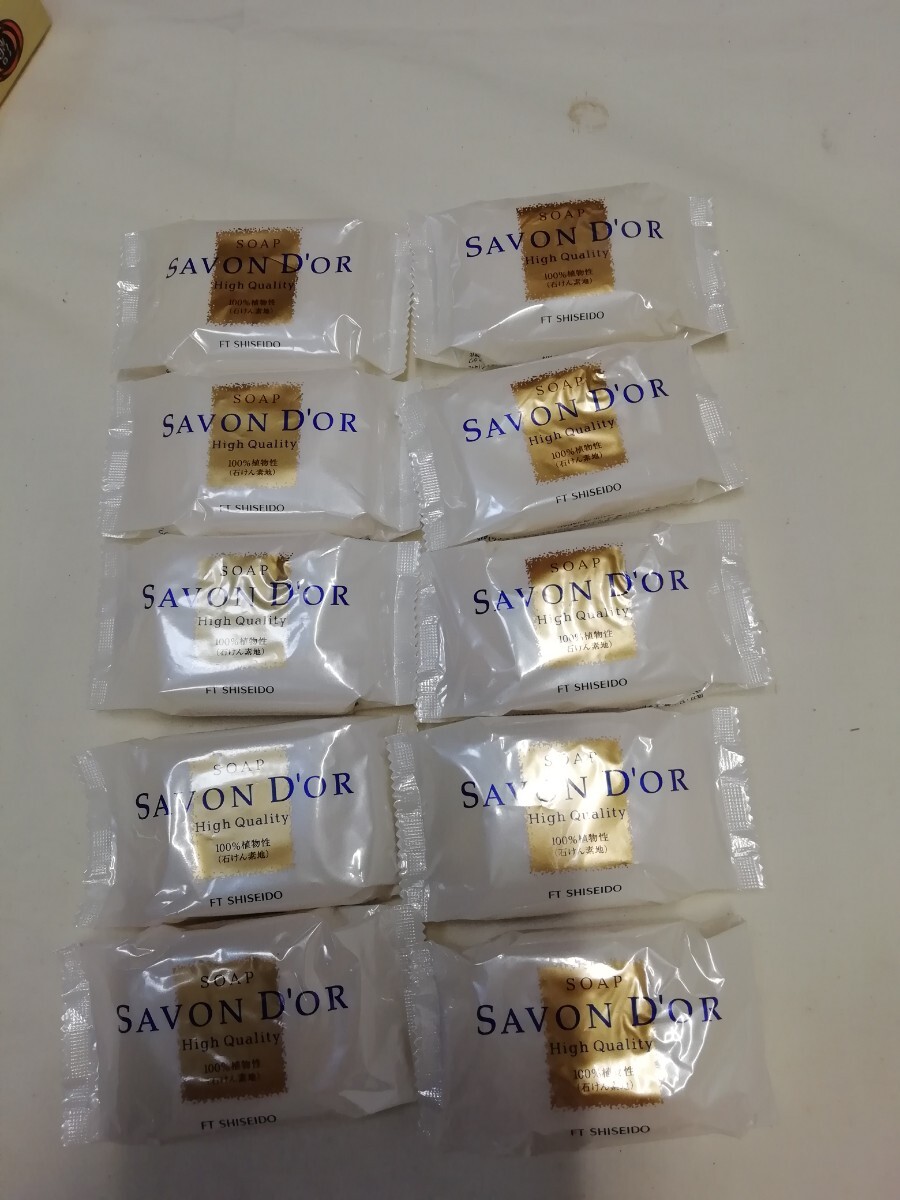 SOAP
SAVON D'OR
High Quality
100%植物性
(石けん素地)
FT SHISEIDO
SOAP
SAVON D'OR
High Quality
100%植物性
(石けん素地)
FT SHISEIDO
SOAP
SAVON D'OR
High Quality
100%植物性
(石けん素地)
FT SHISEIDO
SOAP
SAVON D'OR
High Quality
100%植物性
(石けん素地)
FT SHISEIDO
SOAP
SAVON D'OR
High Quality
100%植物性
(石けん素地)
FT SHISEIDO
SOAP
SAVON D'OR
High Quality
100%植物性
(石けん素地)
FT SHISEIDO
SOAP
SAVON D'OR
High Quality
100%植物性
(石けん素地)
FT SHISEIDO
SOAP
SAVON D'OR
High Quality
100%植物性
(石けん素地)
FT SHISEIDO
SOAP
SAVON D'OR
High Quality
100%植物性
(石けん素地)
FT SHISEIDO
SOAP
SAVON D'OR
High Quality
100%植物性
(石けん素地)
FT SHISEIDO